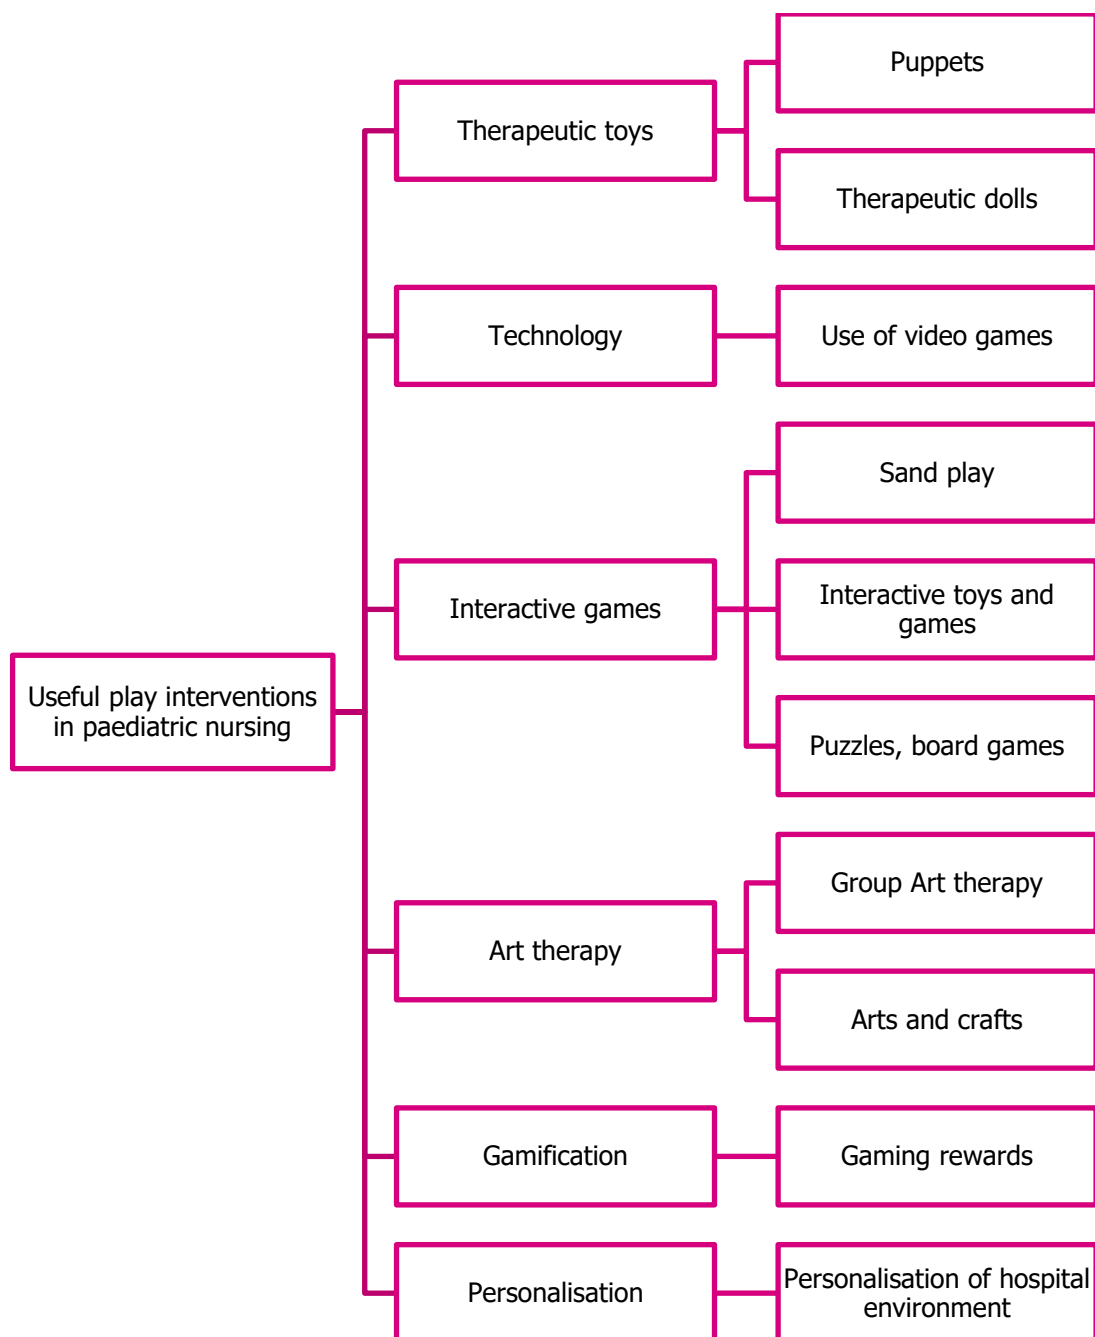 Useful play interventions
in paediatric nursing
Therapeutic toys
Puppets
Therapeutic dolls
Technology
Use of video games
Interactive games
Sand play
Interactive toys and
games
Puzzles, board games
Art therapy
Group Art therapy
Arts and crafts
Gamification
Gaming rewards
Personalisation
Personalisation of hospital
environment